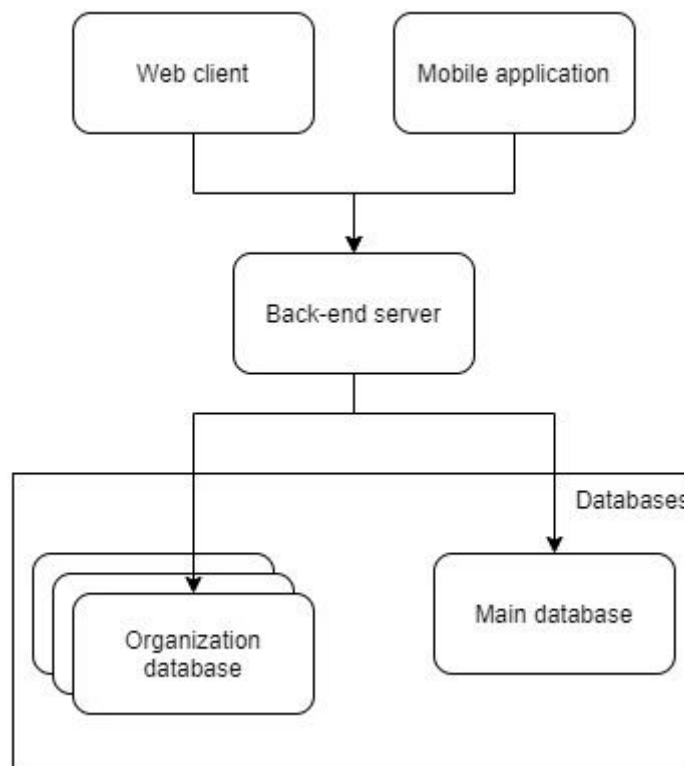 Web client
Mobile application
Back-end server
Databases
Organization
database
Main database